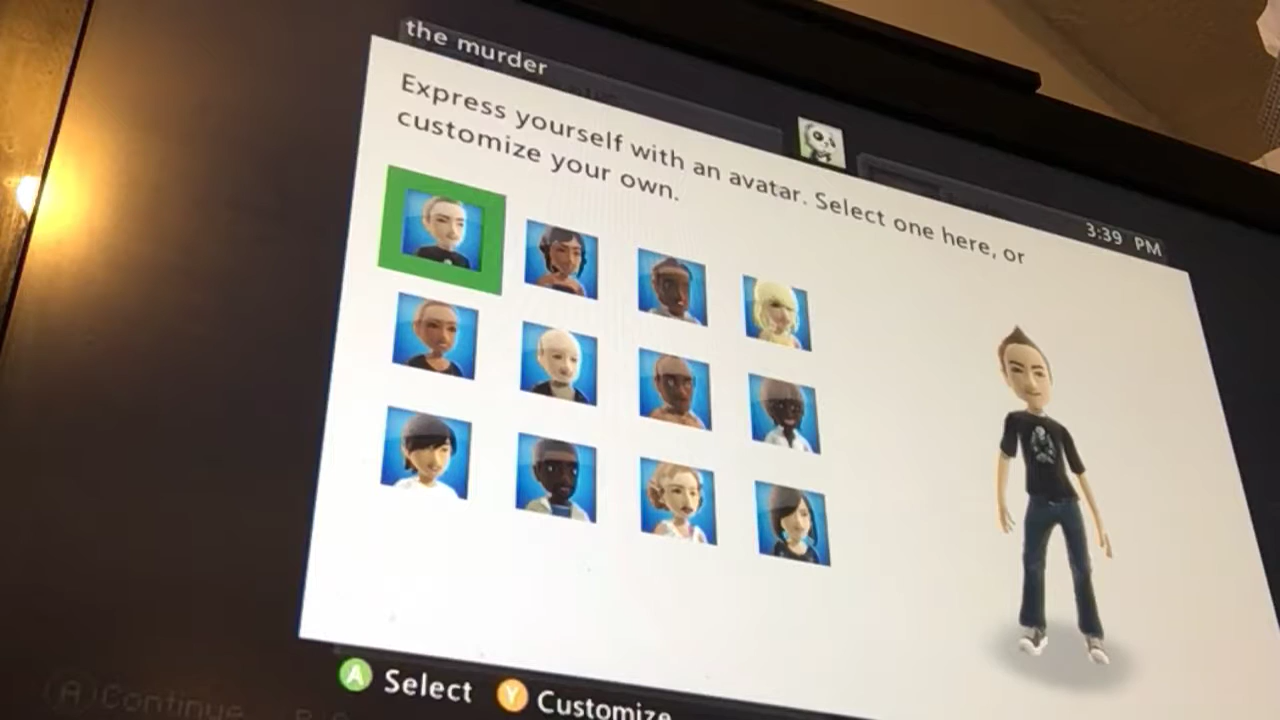 the murder
Express yourself with an avatar. Select one here, or
customize your own.
3:39 PM
A Select Y Customize
A Continue